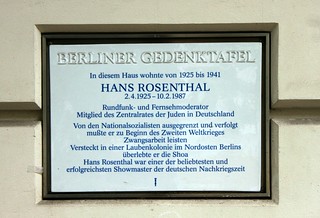 BERLINER GEDENKTAFEL
In diesem Haus wohnte von 1925 bis 1941
HANS ROSENTHAL
2.4.1925 - 10.2.1987
Rundfunk- und Fernsehmoderator
Mitglied des Zentralrates der Juden in Deutschland
Von den Nationalsozialisten ausgegrenzt und verfolgt
mußte er zu Beginn des Zweiten Weltkrieges
Zwangsarbeit leisten
Versteckt in einer Laubenkolonie im Nordosten Berlins
überlebte er die Shoa
Hans Rosenthal war einer der beliebtesten und
erfolgreichsten Showmaster der deutschen Nachkriegszeit